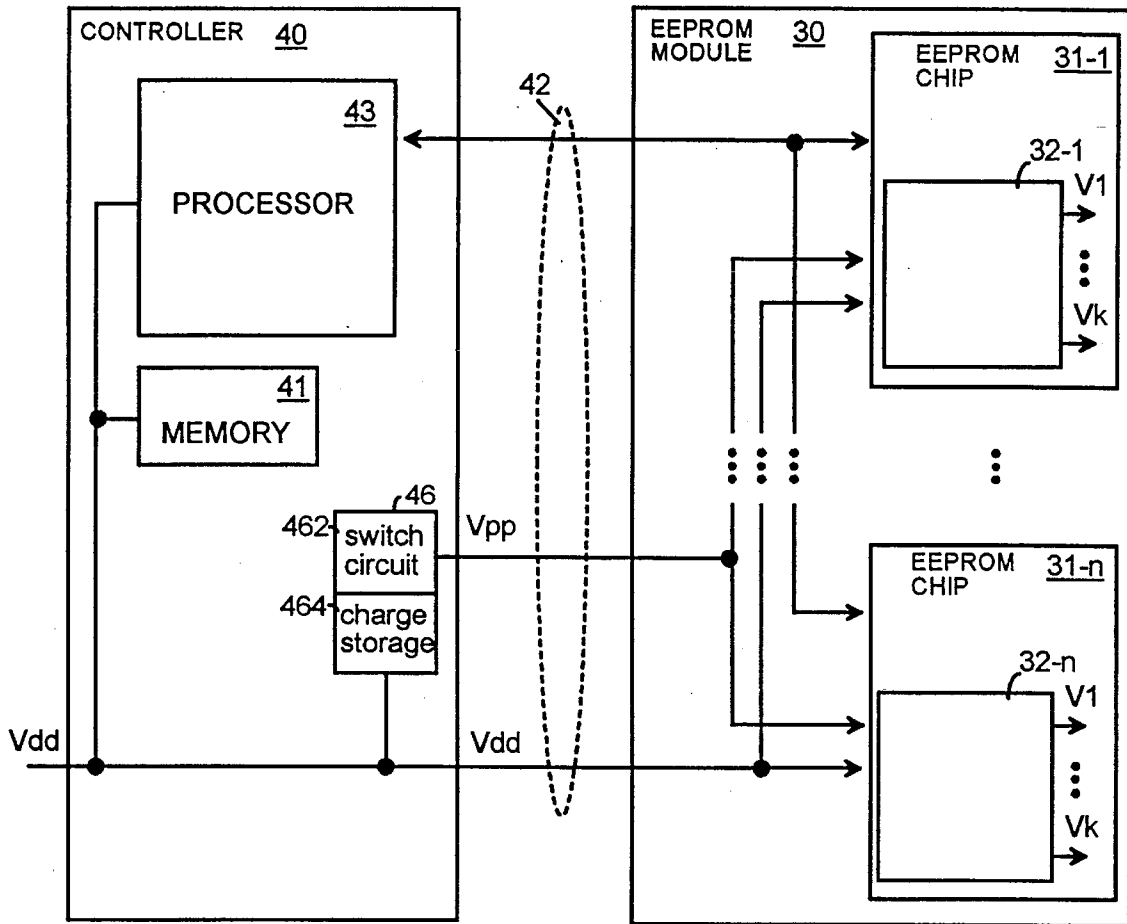 CONTROLLER 40
43
PROCESSOR
41
MEMORY
46
462
switch
circuit
464
charge
storage
Vpp
Vdd
Vdd
42
EEPROM
MODULE
30
EEPROM
CHIP
31-1
32-1
V1
Vk
EEPROM
CHIP
31-n
32-n
V1
Vk